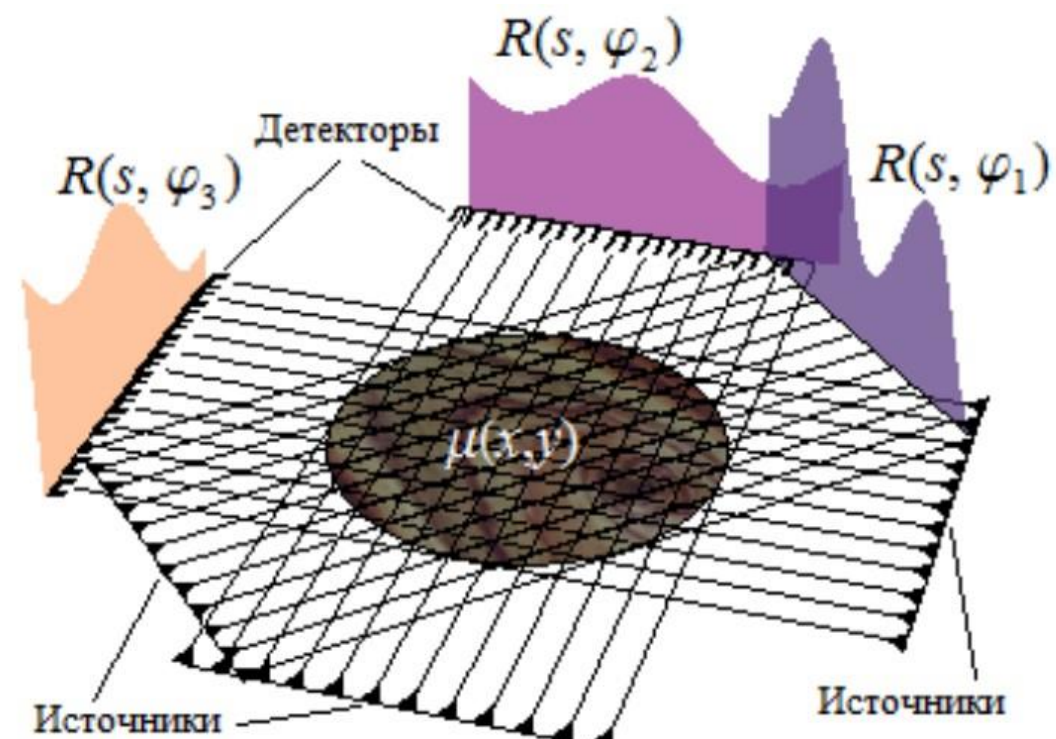 R(s, φ₂)
Детекторы
R(s, φ₃)
R(s, φ₁)
μ(x,y)
Источники
Источники